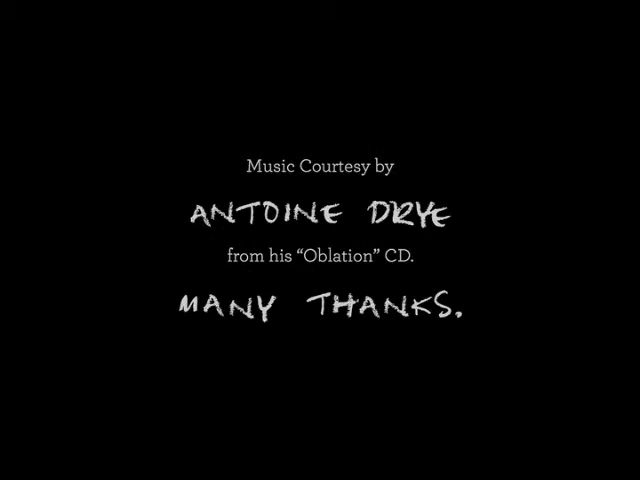 Music Courtesy by
ANTOINE DRYE
from his “Oblation” CD.
MANY THANKS.